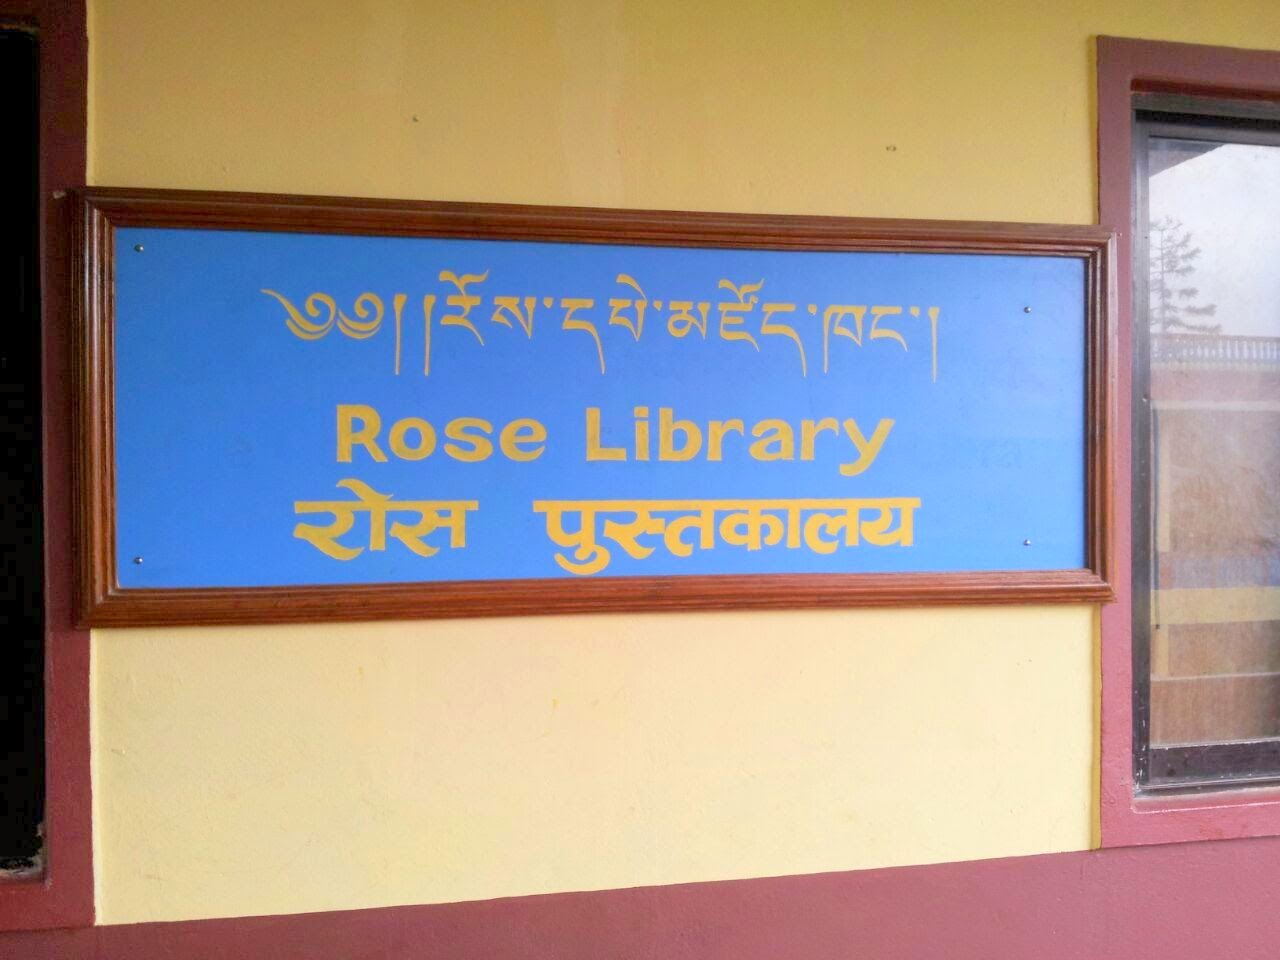 ༄༅། །རོས་དཔེ་མཛོད་ཁང་།
Rose Library
रोस पुस्तकालय